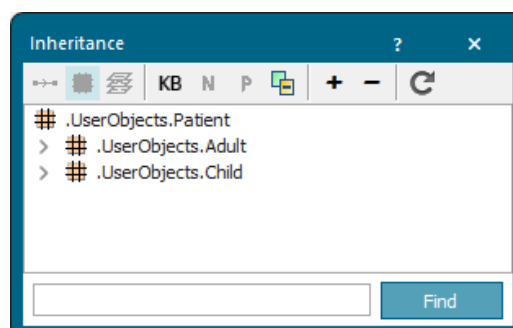 Inheritance ? ×
KB N P + −
.UserObjects.Patient
.UserObjects.Adult
.UserObjects.Child
Find